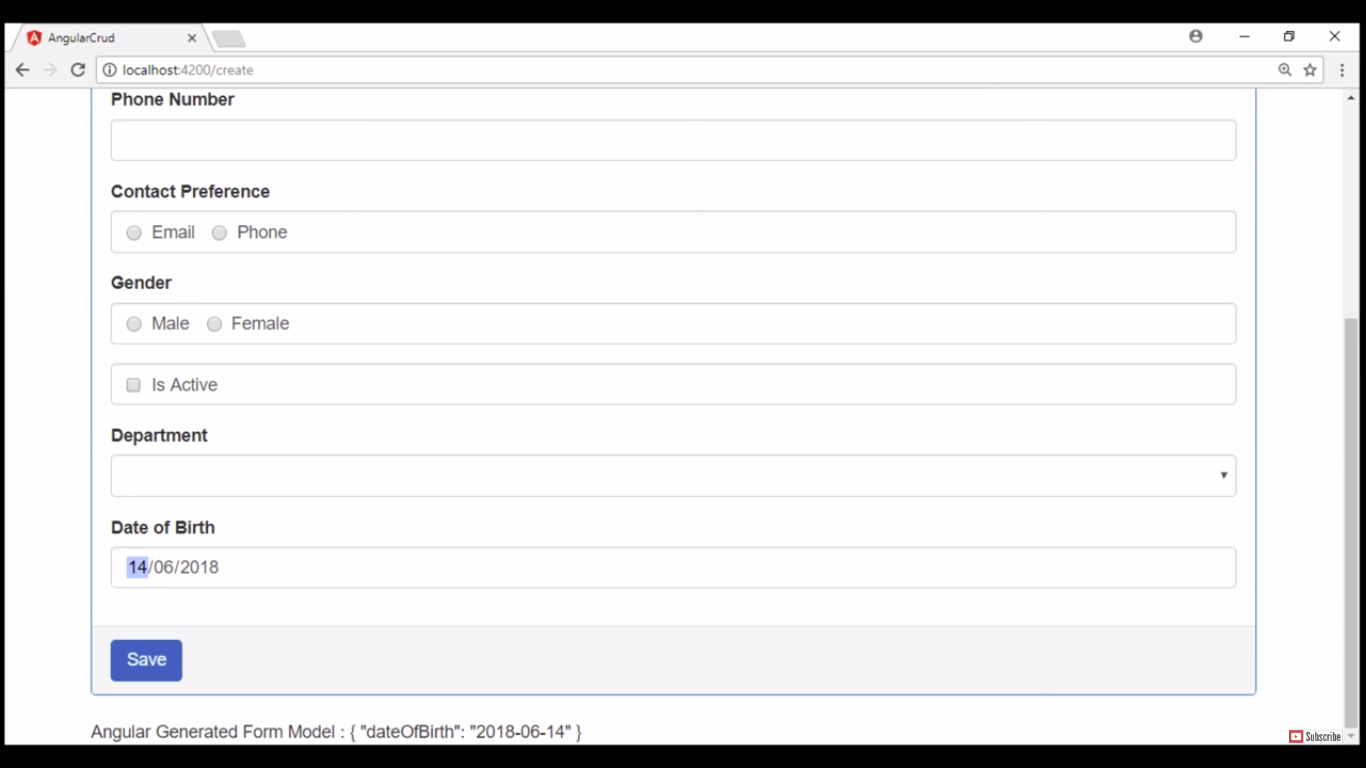 AngularCrud
localhost:4200/create
Phone Number
Contact Preference
Email Phone
Gender
Male Female
Is Active
Department
Date of Birth
14/06/2018
Save
Angular Generated Form Model : { "dateOfBirth": "2018-06-14" }
Subscribe